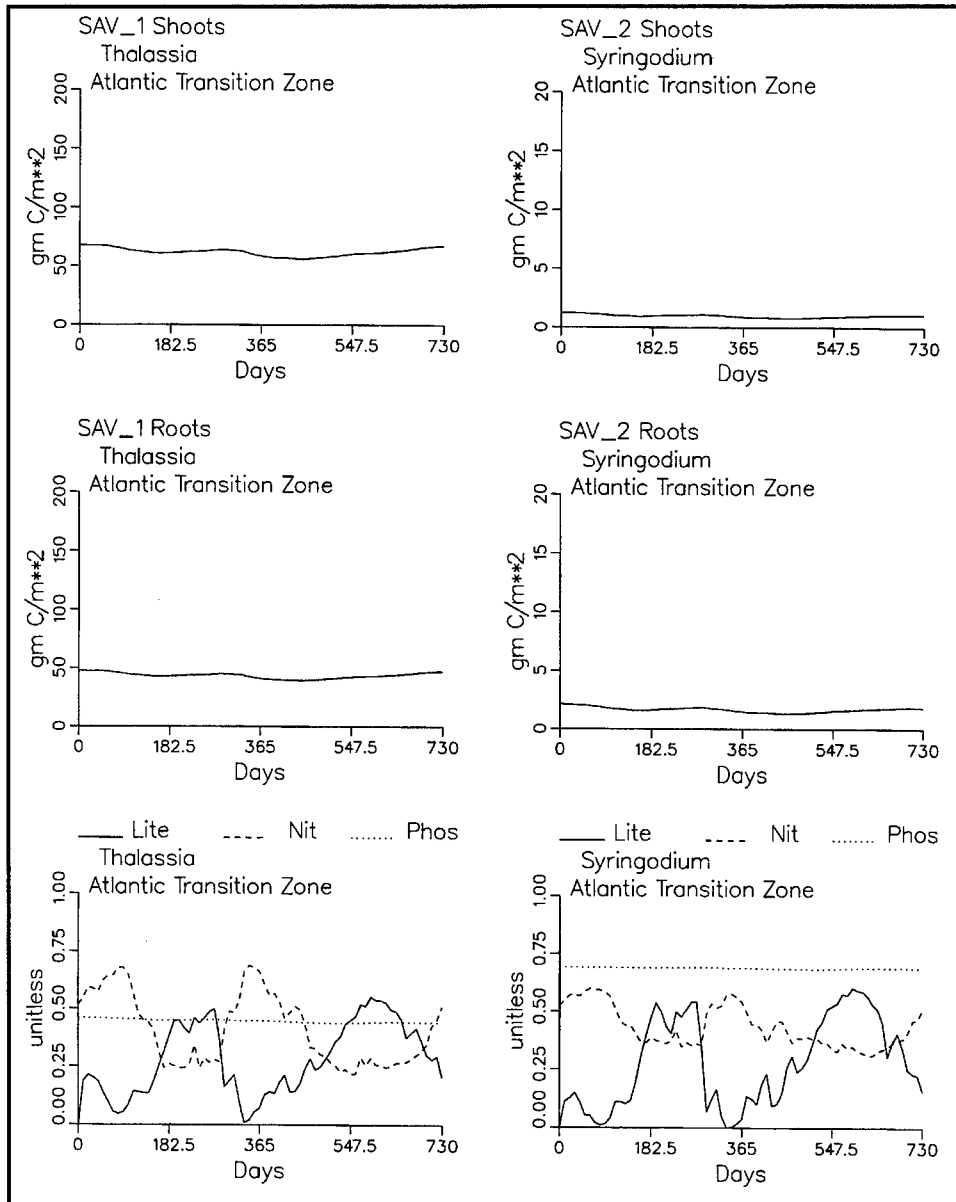 SAV_1 Shoots
Thalassia
Atlantic Transition Zone
200
150
100
50
0
gm C/m**2
0 182.5 365 547.5 730
Days
SAV_2 Shoots
Syringodium
Atlantic Transition Zone
20
15
10
5
0
gm C/m**2
0 182.5 365 547.5 730
Days
SAV_1 Roots
Thalassia
Atlantic Transition Zone
200
150
100
50
0
gm C/m**2
0 182.5 365 547.5 730
Days
SAV_2 Roots
Syringodium
Atlantic Transition Zone
20
15
10
5
0
gm C/m**2
0 182.5 365 547.5 730
Days
Lite Nit Phos
Thalassia
Atlantic Transition Zone
1.00
0.75
0.50
0.25
0.00
unitless
0 182.5 365 547.5 730
Days
Lite Nit Phos
Syringodium
Atlantic Transition Zone
1.00
0.75
0.50
0.25
0.00
unitless
0 182.5 365 547.5 730
Days